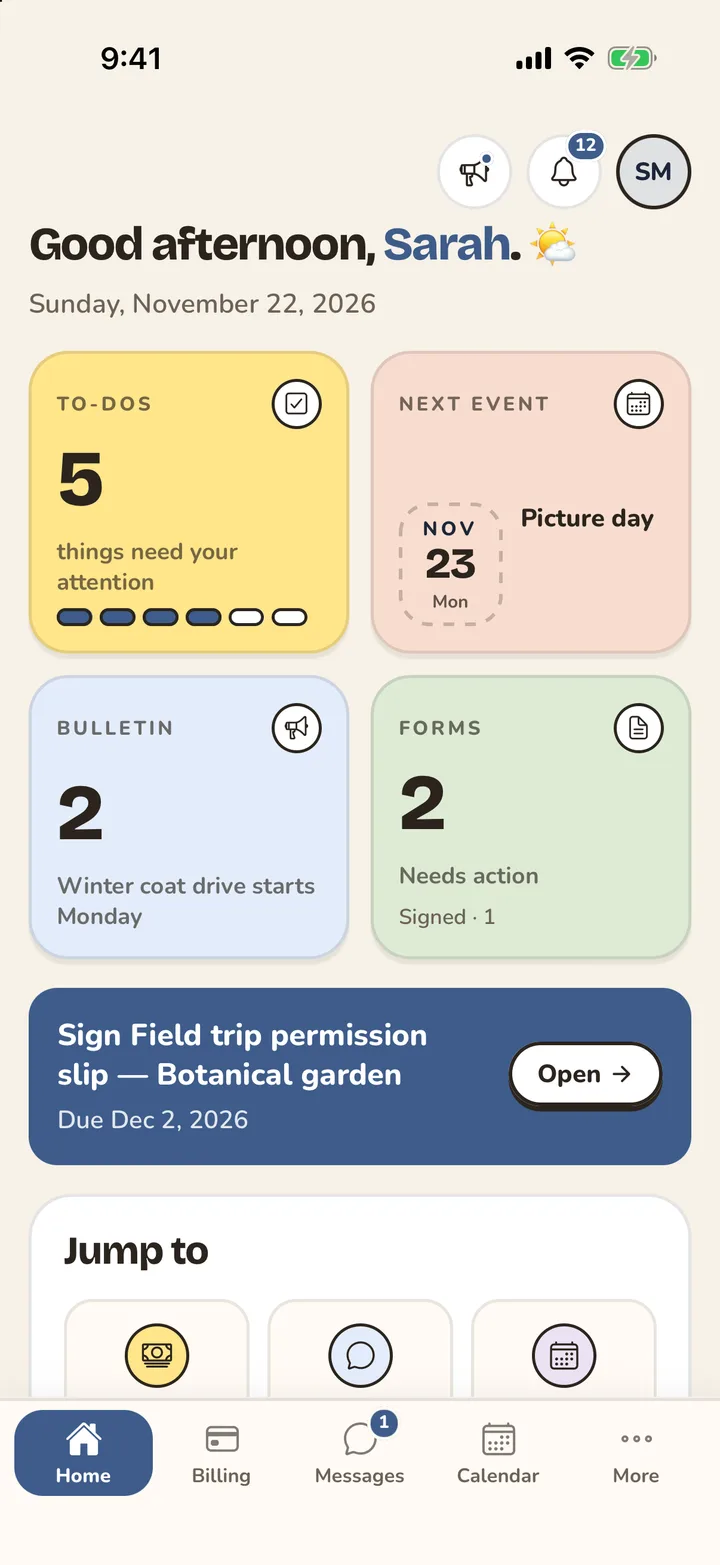 9:41
12
SM
Good afternoon, Sarah. 🌤️
Sunday, November 22, 2026
TO-DOS
5
things need your
attention
NEXT EVENT
NOV
23
Mon
Picture day
BULLETIN
2
Winter coat drive starts
Monday
FORMS
2
Needs action
Signed · 1
Sign Field trip permission
slip — Botanical garden
Due Dec 2, 2026
Open →
Jump to
Home
Billing
1
Messages
Calendar
More